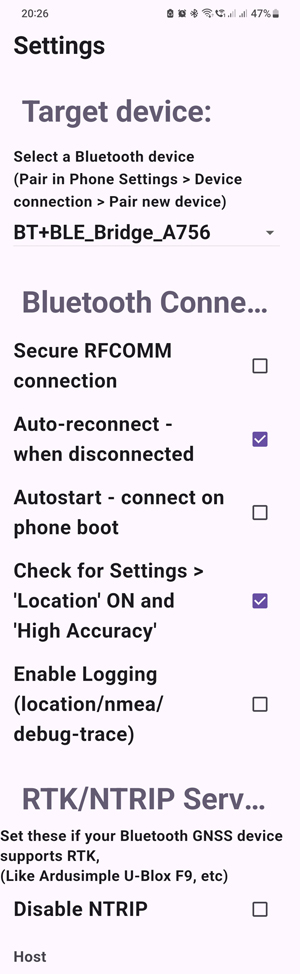 20:26
47%
Settings
Target device:
Select a Bluetooth device
(Pair in Phone Settings > Device
connection > Pair new device)
BT+BLE_Bridge_A756
Bluetooth Conne...
Secure RFCOMM
connection
Auto-reconnect -
when disconnected
Autostart - connect on
phone boot
Check for Settings >
'Location' ON and
'High Accuracy'
Enable Logging
(location/nmea/
debug-trace)
RTK/NTRIP Serv...
Set these if your Bluetooth GNSS device
supports RTK,
(Like Ardusimple U-Blox F9, etc)
Disable NTRIP
Host